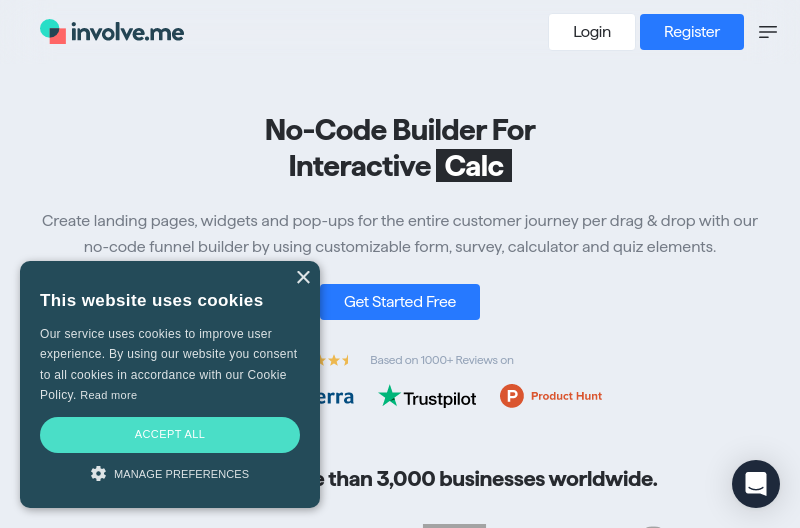 involve.me
Login
Register
No-Code Builder For
Interactive Calc
Create landing pages, widgets and pop-ups for the entire customer journey per drag & drop with our
no-code funnel builder by using customizable form, survey, calculator and quiz elements.
×
This website uses cookies
Our service uses cookies to improve user
experience. By using our website you consent
to all cookies in accordance with our Cookie
Policy. Read more
ACCEPT ALL
MANAGE PREFERENCES
Get Started Free
Based on 1000+ Reviews on
Trustpilot
P Product Hunt
than 3,000 businesses worldwide.